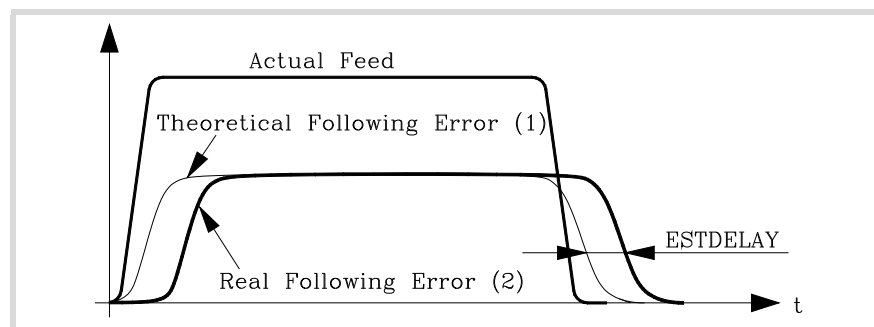 Actual Feed
Theoretical Following Error (1)
ESTDELAY
Real Following Error (2)
t